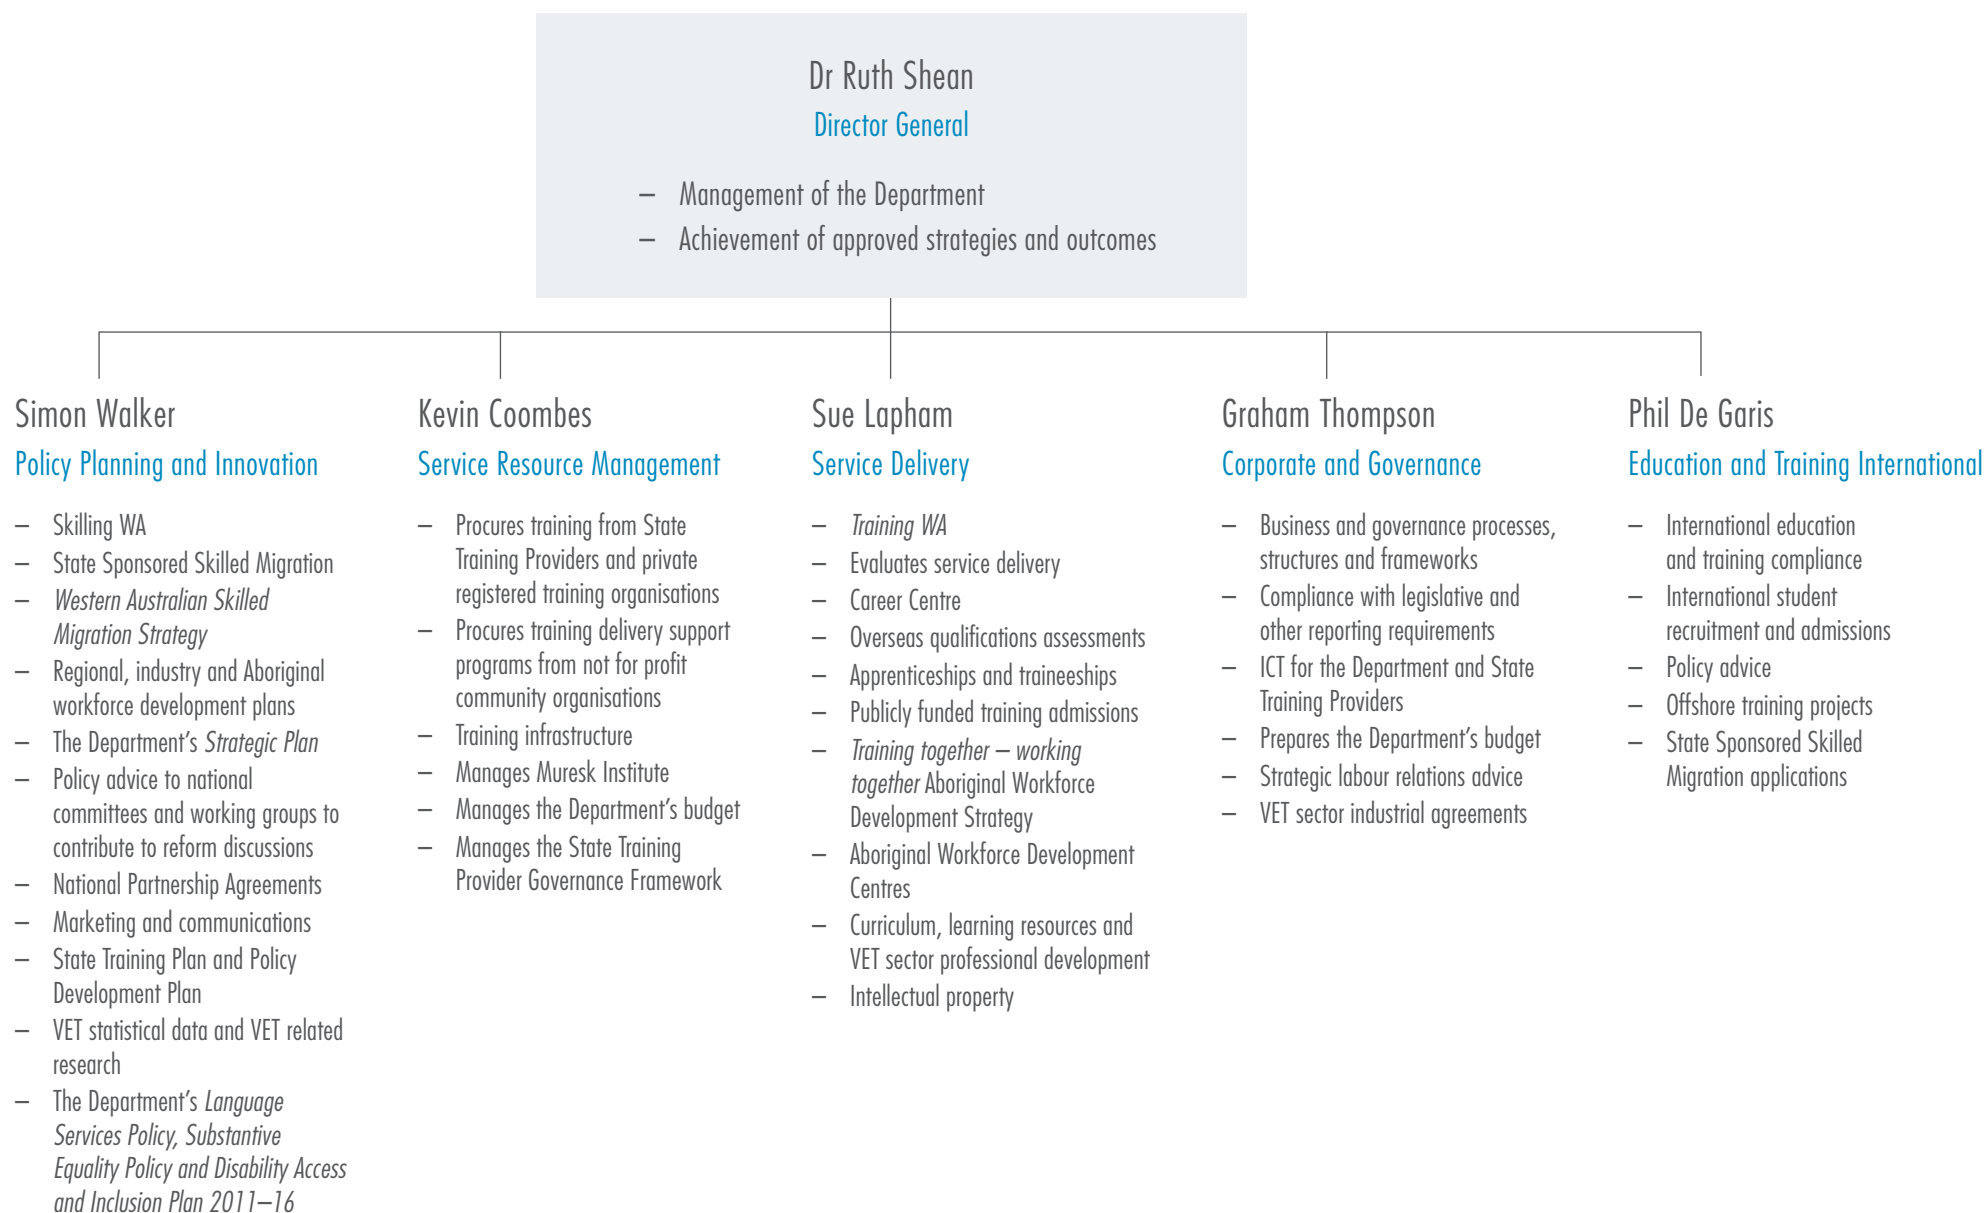 Dr Ruth Shean
Director General
– Management of the Department
– Achievement of approved strategies and outcomes
Simon Walker
Policy Planning and Innovation
– Skilling WA
– State Sponsored Skilled Migration
– Western Australian Skilled
Migration Strategy
– Regional, industry and Aboriginal
workforce development plans
– The Department’s Strategic Plan
– Policy advice to national
committees and working groups to
contribute to reform discussions
– National Partnership Agreements
– Marketing and communications
– State Training Plan and Policy
Development Plan
– VET statistical data and VET related
research
– The Department’s Language
Services Policy, Substantive
Equality Policy and Disability Access
and Inclusion Plan 2011–16
Kevin Coombes
Service Resource Management
– Procures training from State
Training Providers and private
registered training organisations
– Procures training delivery support
programs from not for profit
community organisations
– Training infrastructure
– Manages Muresk Institute
– Manages the Department’s budget
– Manages the State Training
Provider Governance Framework
Sue Lapham
Service Delivery
– Training WA
– Evaluates service delivery
– Career Centre
– Overseas qualifications assessments
– Apprenticeships and traineeships
– Publicly funded training admissions
– Training together – working
together Aboriginal Workforce
Development Strategy
– Aboriginal Workforce Development
Centres
– Curriculum, learning resources and
VET sector professional development
– Intellectual property
Graham Thompson
Corporate and Governance
– Business and governance processes,
structures and frameworks
– Compliance with legislative and
other reporting requirements
– ICT for the Department and State
Training Providers
– Prepares the Department’s budget
– Strategic labour relations advice
– VET sector industrial agreements
Phil De Garis
Education and Training International
– International education
and training compliance
– International student
recruitment and admissions
– Policy advice
– Offshore training projects
– State Sponsored Skilled
Migration applications